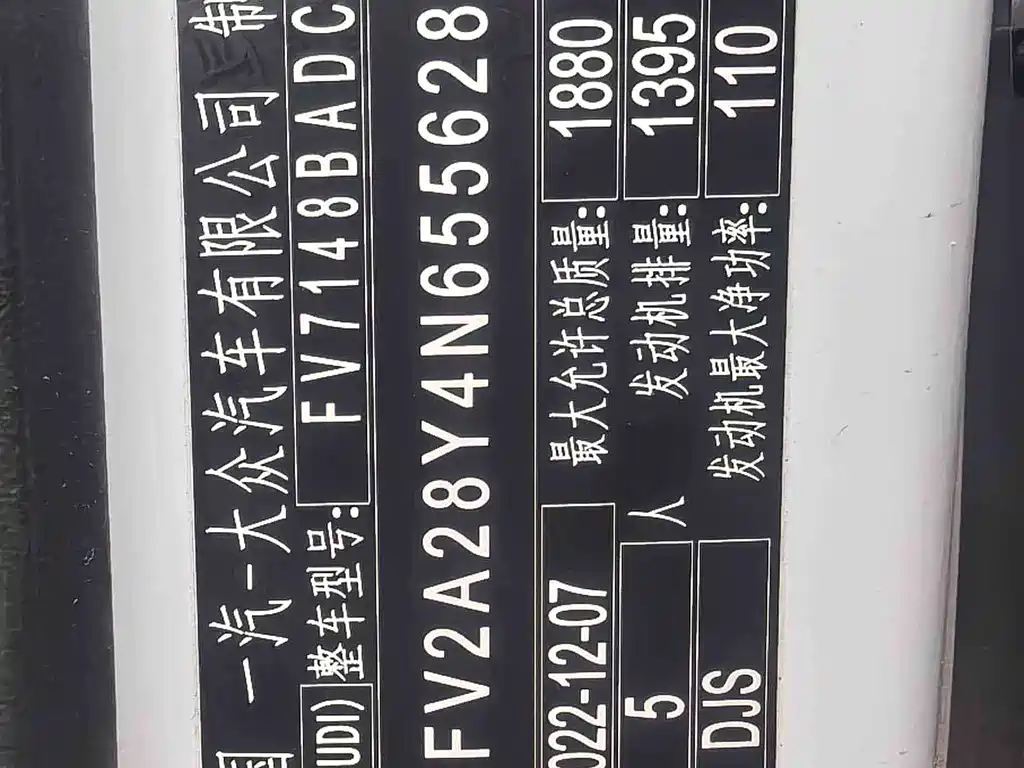 国 一汽-大众汽车有限公司 制
UDI) 整车型号: FV7148BADC
FV2A28Y4N655628
022-12-07 最大允许总质量: 1880
5 人 发动机排量: 1395
DJS 发动机最大净功率: 110